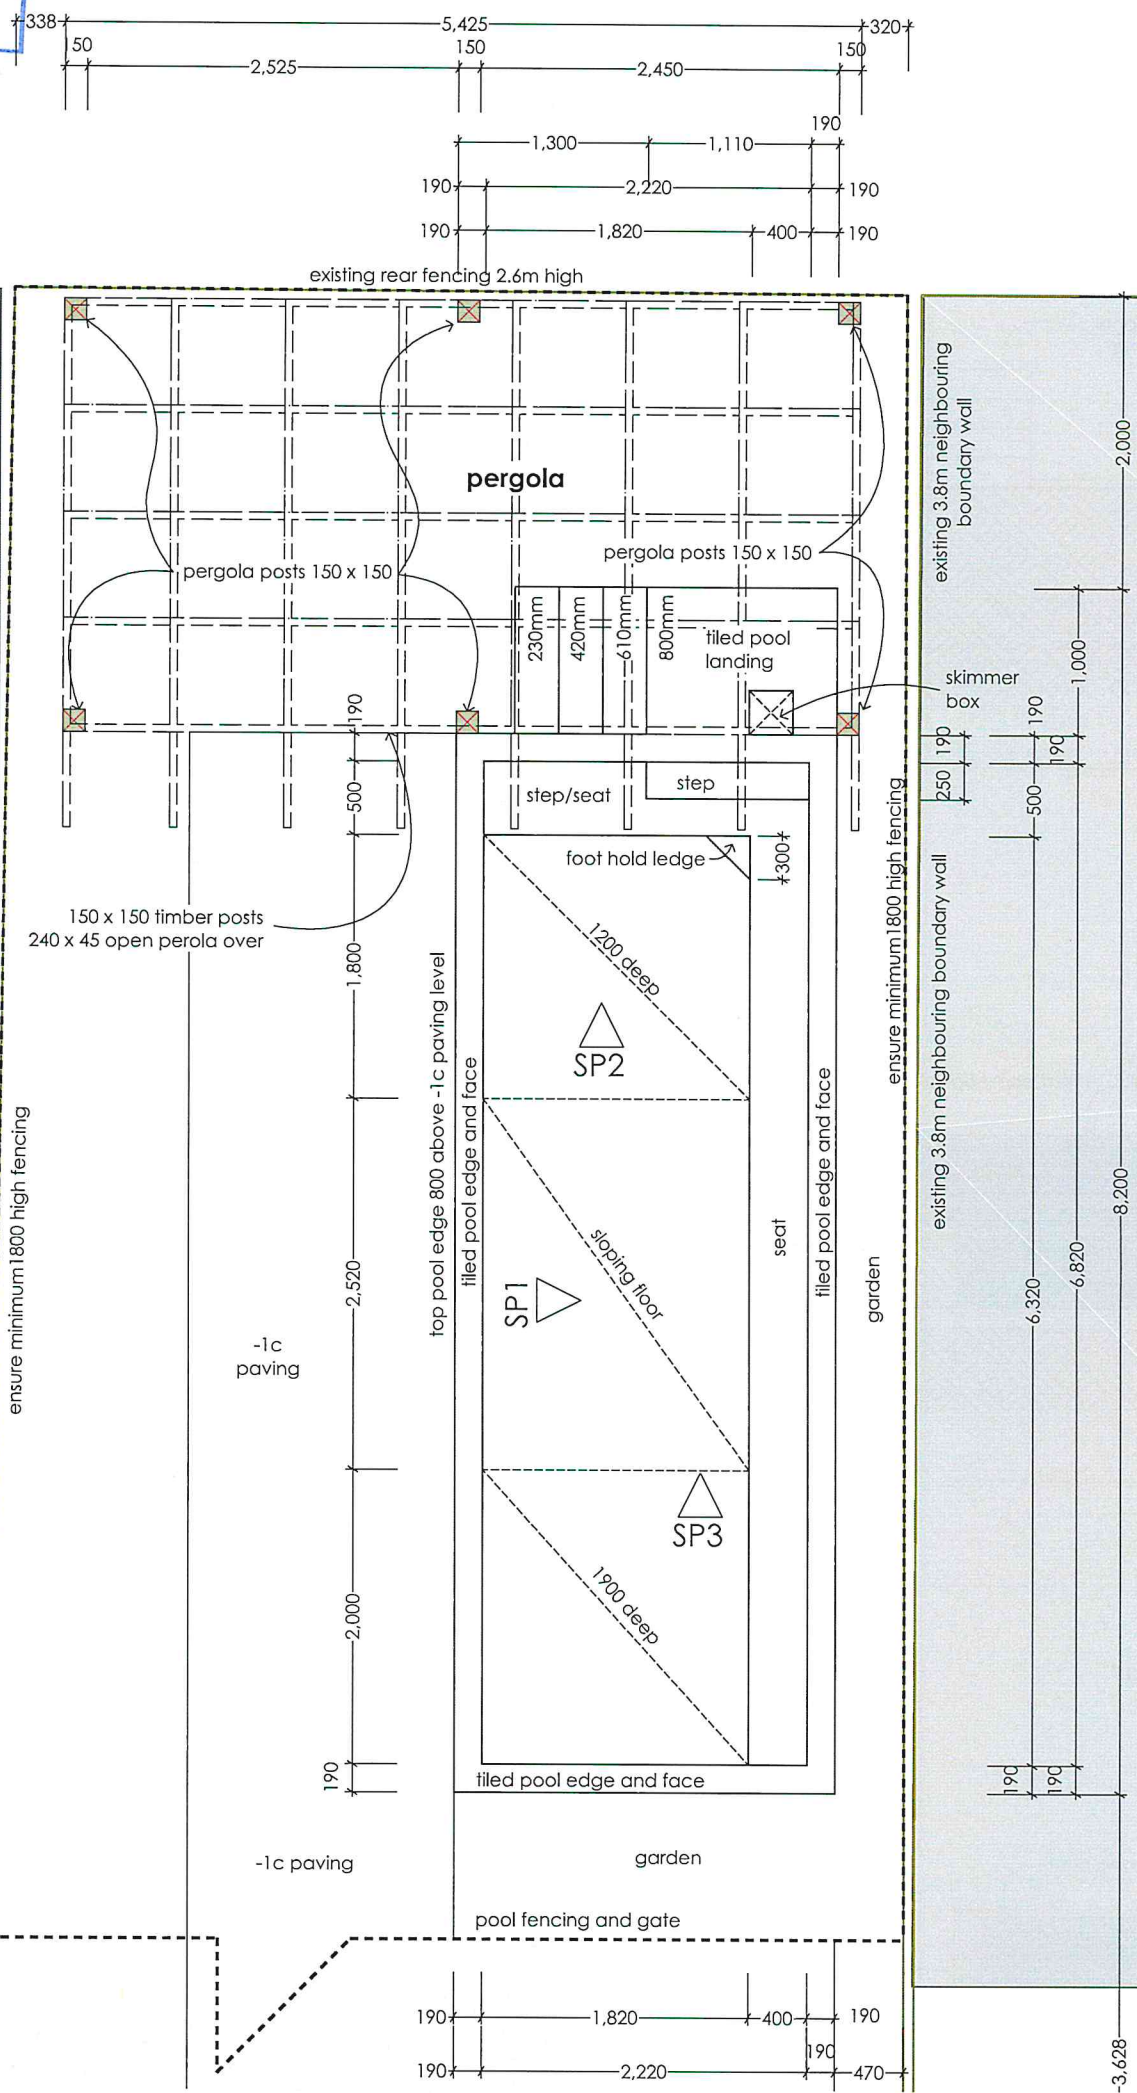 338
5,425
320
150
150
150
2,525
2,450
190
1,300
1,110
190
2,220
190
190
1,820
400
190
existing rear fencing 2.6m high
existing 3.8m neighbouring
boundary wall
2,000
pergola
pergola posts 150 x 150
pergola posts 150 x 150
230mm
420mm
610mm
800mm
tiled pool
landing
skimmer
box
1,000
190
190
190
190
250
500
500
step/seat
step
foot hold ledge
300
ensure minimum1800 high fencing
150 x 150 timber posts
240 x 45 open perola over
1,800
1200 deep
SP2
top pool edge 800 above -1c paving level
tiled pool edge and face
tiled pool edge and face
existing 3.8m neighbouring boundary wall
ensure minimum1800 high fencing
8,200
6,820
6,320
seat
garden
sloping floor
SP1
2,520
-1c
paving
SP3
1900 deep
2,000
190
190
190
tiled pool edge and face
-1c paving
garden
pool fencing and gate
190
1,820
400
190
190
190
2,220
470
-3,628